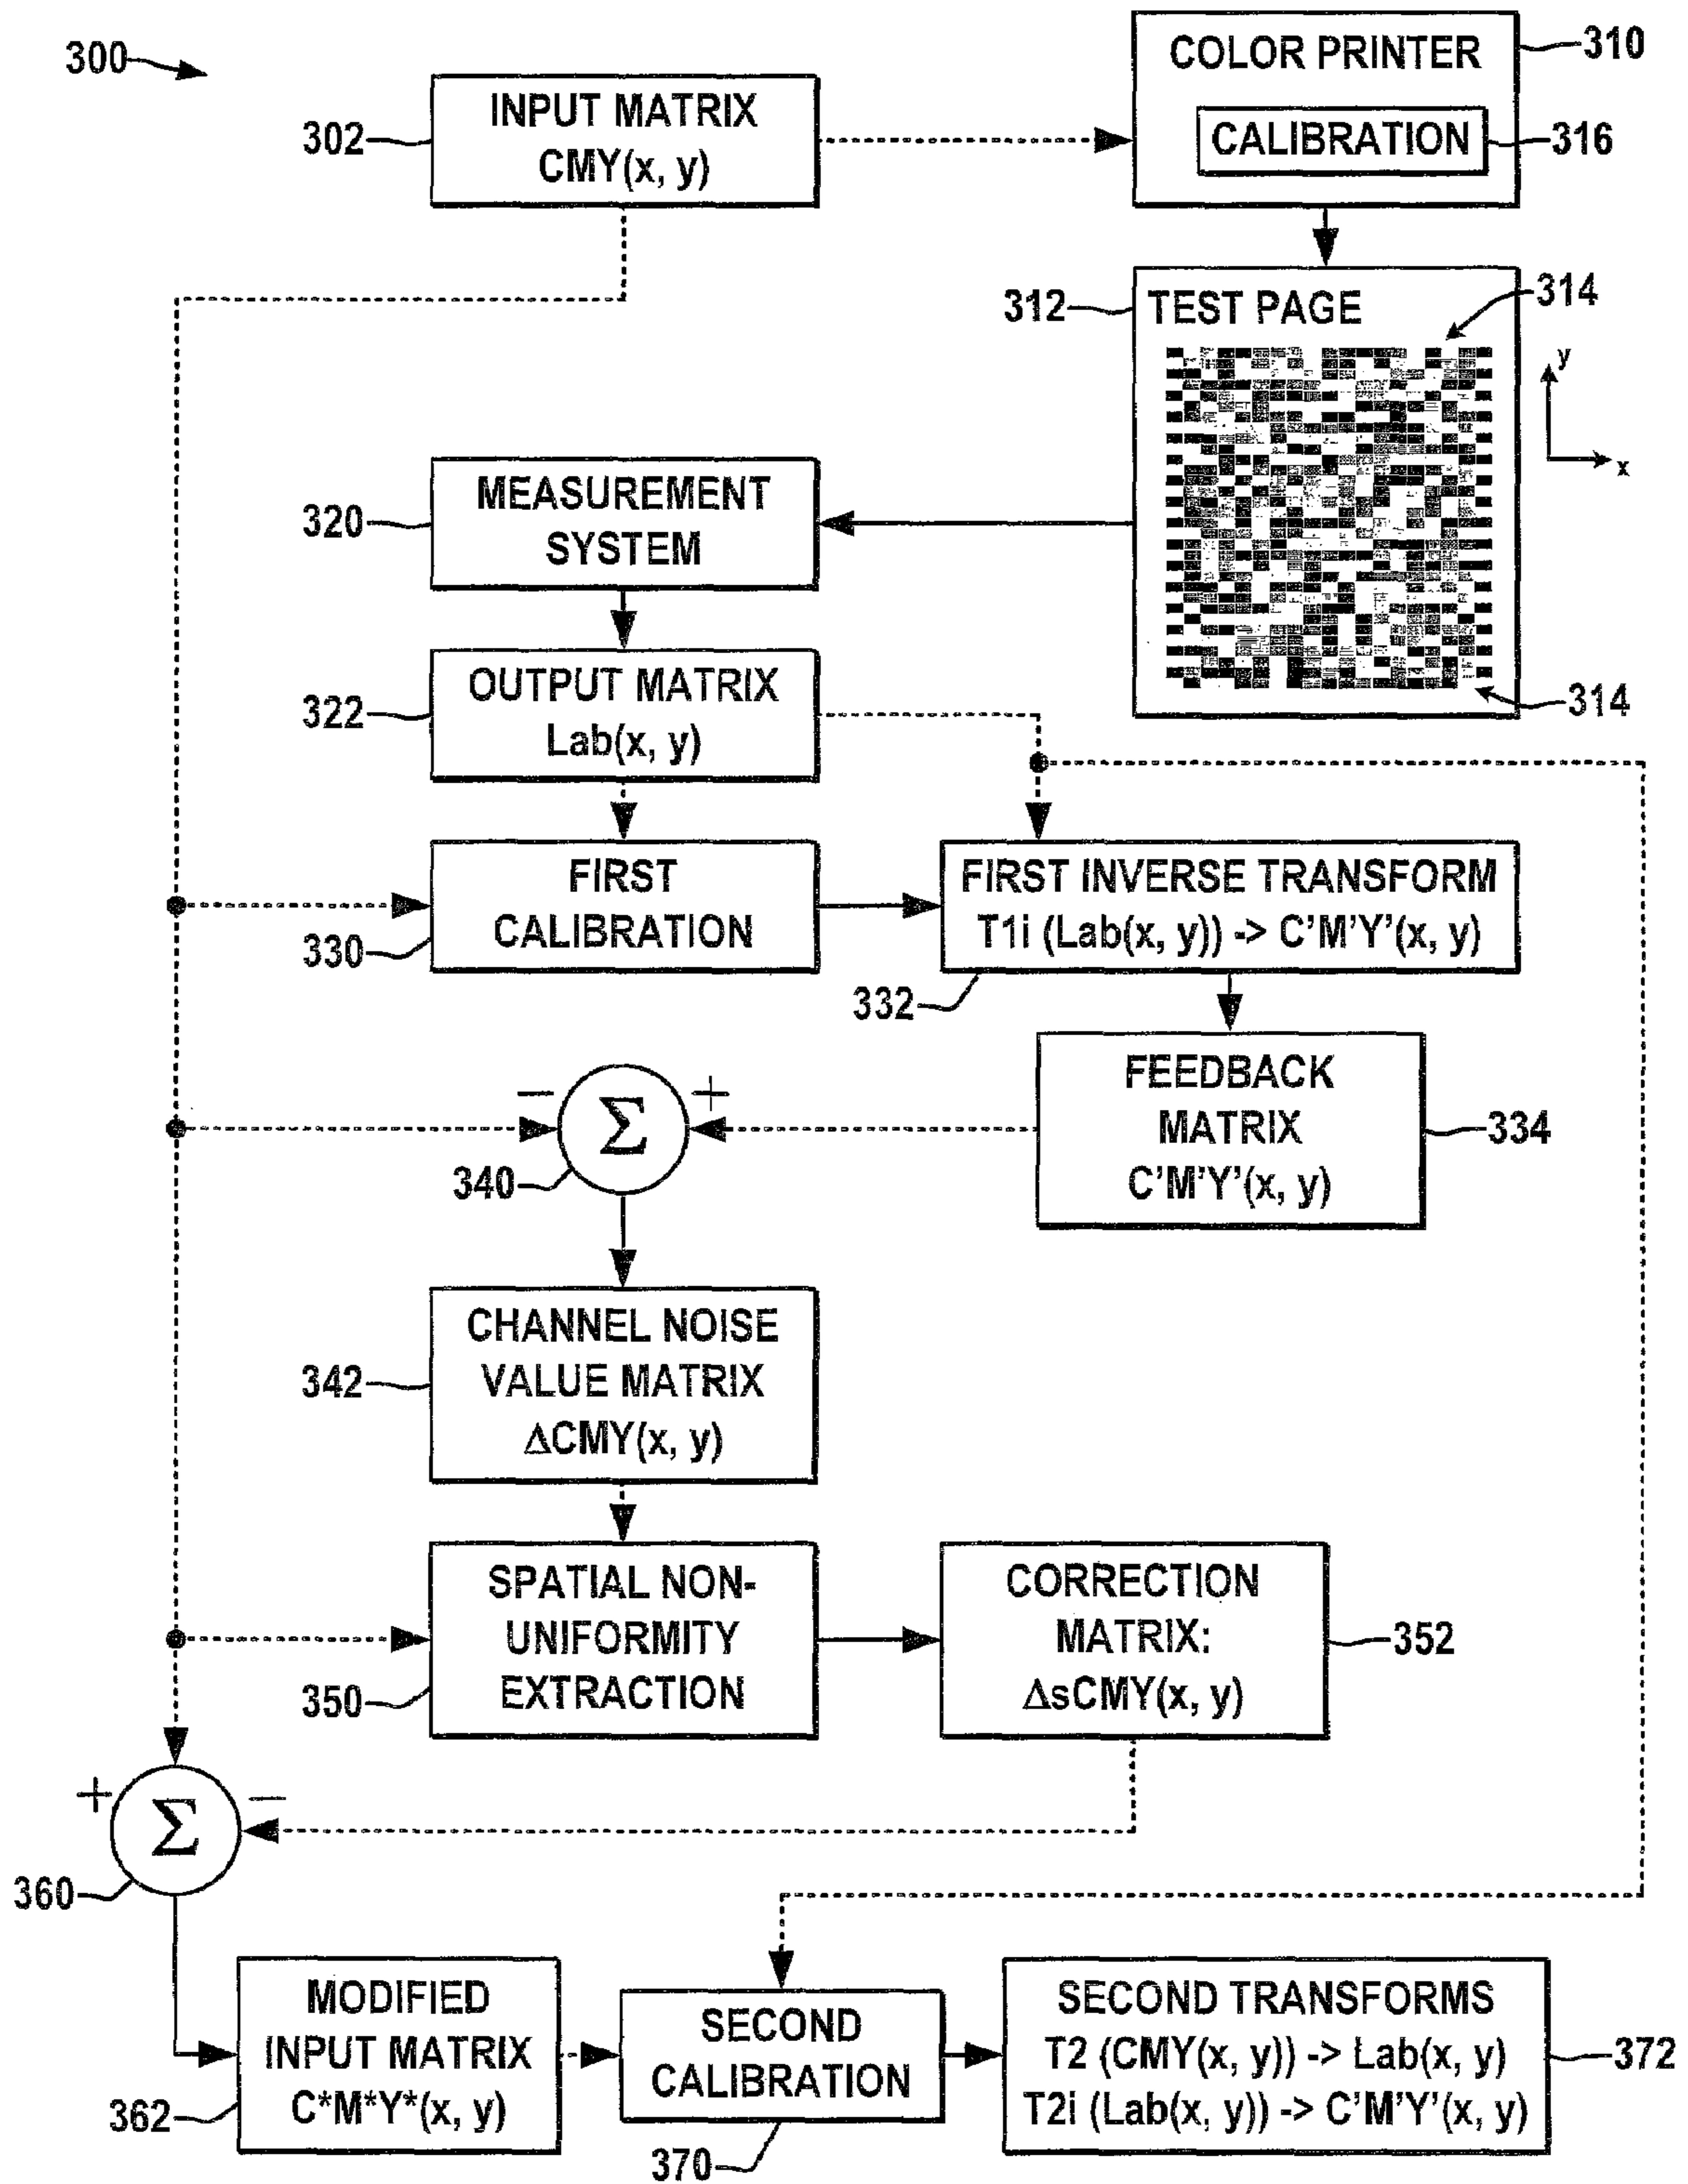 300
INPUT MATRIX
CMY(x, y)
302
COLOR PRINTER
310
CALIBRATION
316
312
TEST PAGE
314
y
x
314
MEASUREMENT
SYSTEM
320
OUTPUT MATRIX
Lab(x, y)
322
FIRST
CALIBRATION
330
FIRST INVERSE TRANSFORM
T1i (Lab(x, y)) -> C'M'Y'(x, y)
332
FEEDBACK
MATRIX
C'M'Y'(x, y)
334
− Σ +
340
CHANNEL NOISE
VALUE MATRIX
ΔCMY(x, y)
342
SPATIAL NON-
UNIFORMITY
EXTRACTION
350
CORRECTION
MATRIX:
ΔsCMY(x, y)
352
+ Σ −
360
MODIFIED
INPUT MATRIX
C*M*Y*(x, y)
362
SECOND
CALIBRATION
370
SECOND TRANSFORMS
T2 (CMY(x, y)) -> Lab(x, y)
T2i (Lab(x, y)) -> C'M'Y'(x, y)
372